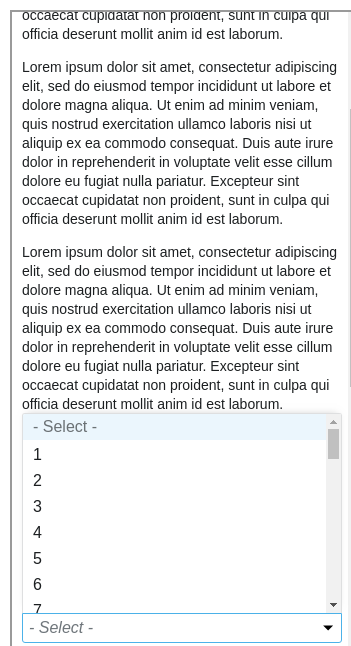 occaecat cupidatat non proident, sunt in culpa qui
officia deserunt mollit anim id est laborum.
Lorem ipsum dolor sit amet, consectetur adipiscing
elit, sed do eiusmod tempor incididunt ut labore et
dolore magna aliqua. Ut enim ad minim veniam,
quis nostrud exercitation ullamco laboris nisi ut
aliquip ex ea commodo consequat. Duis aute irure
dolor in reprehenderit in voluptate velit esse cillum
dolore eu fugiat nulla pariatur. Excepteur sint
occaecat cupidatat non proident, sunt in culpa qui
officia deserunt mollit anim id est laborum.
Lorem ipsum dolor sit amet, consectetur adipiscing
elit, sed do eiusmod tempor incididunt ut labore et
dolore magna aliqua. Ut enim ad minim veniam,
quis nostrud exercitation ullamco laboris nisi ut
aliquip ex ea commodo consequat. Duis aute irure
dolor in reprehenderit in voluptate velit esse cillum
dolore eu fugiat nulla pariatur. Excepteur sint
occaecat cupidatat non proident, sunt in culpa qui
officia deserunt mollit anim id est laborum.
- Select -
1
2
3
4
5
6
7
- Select -